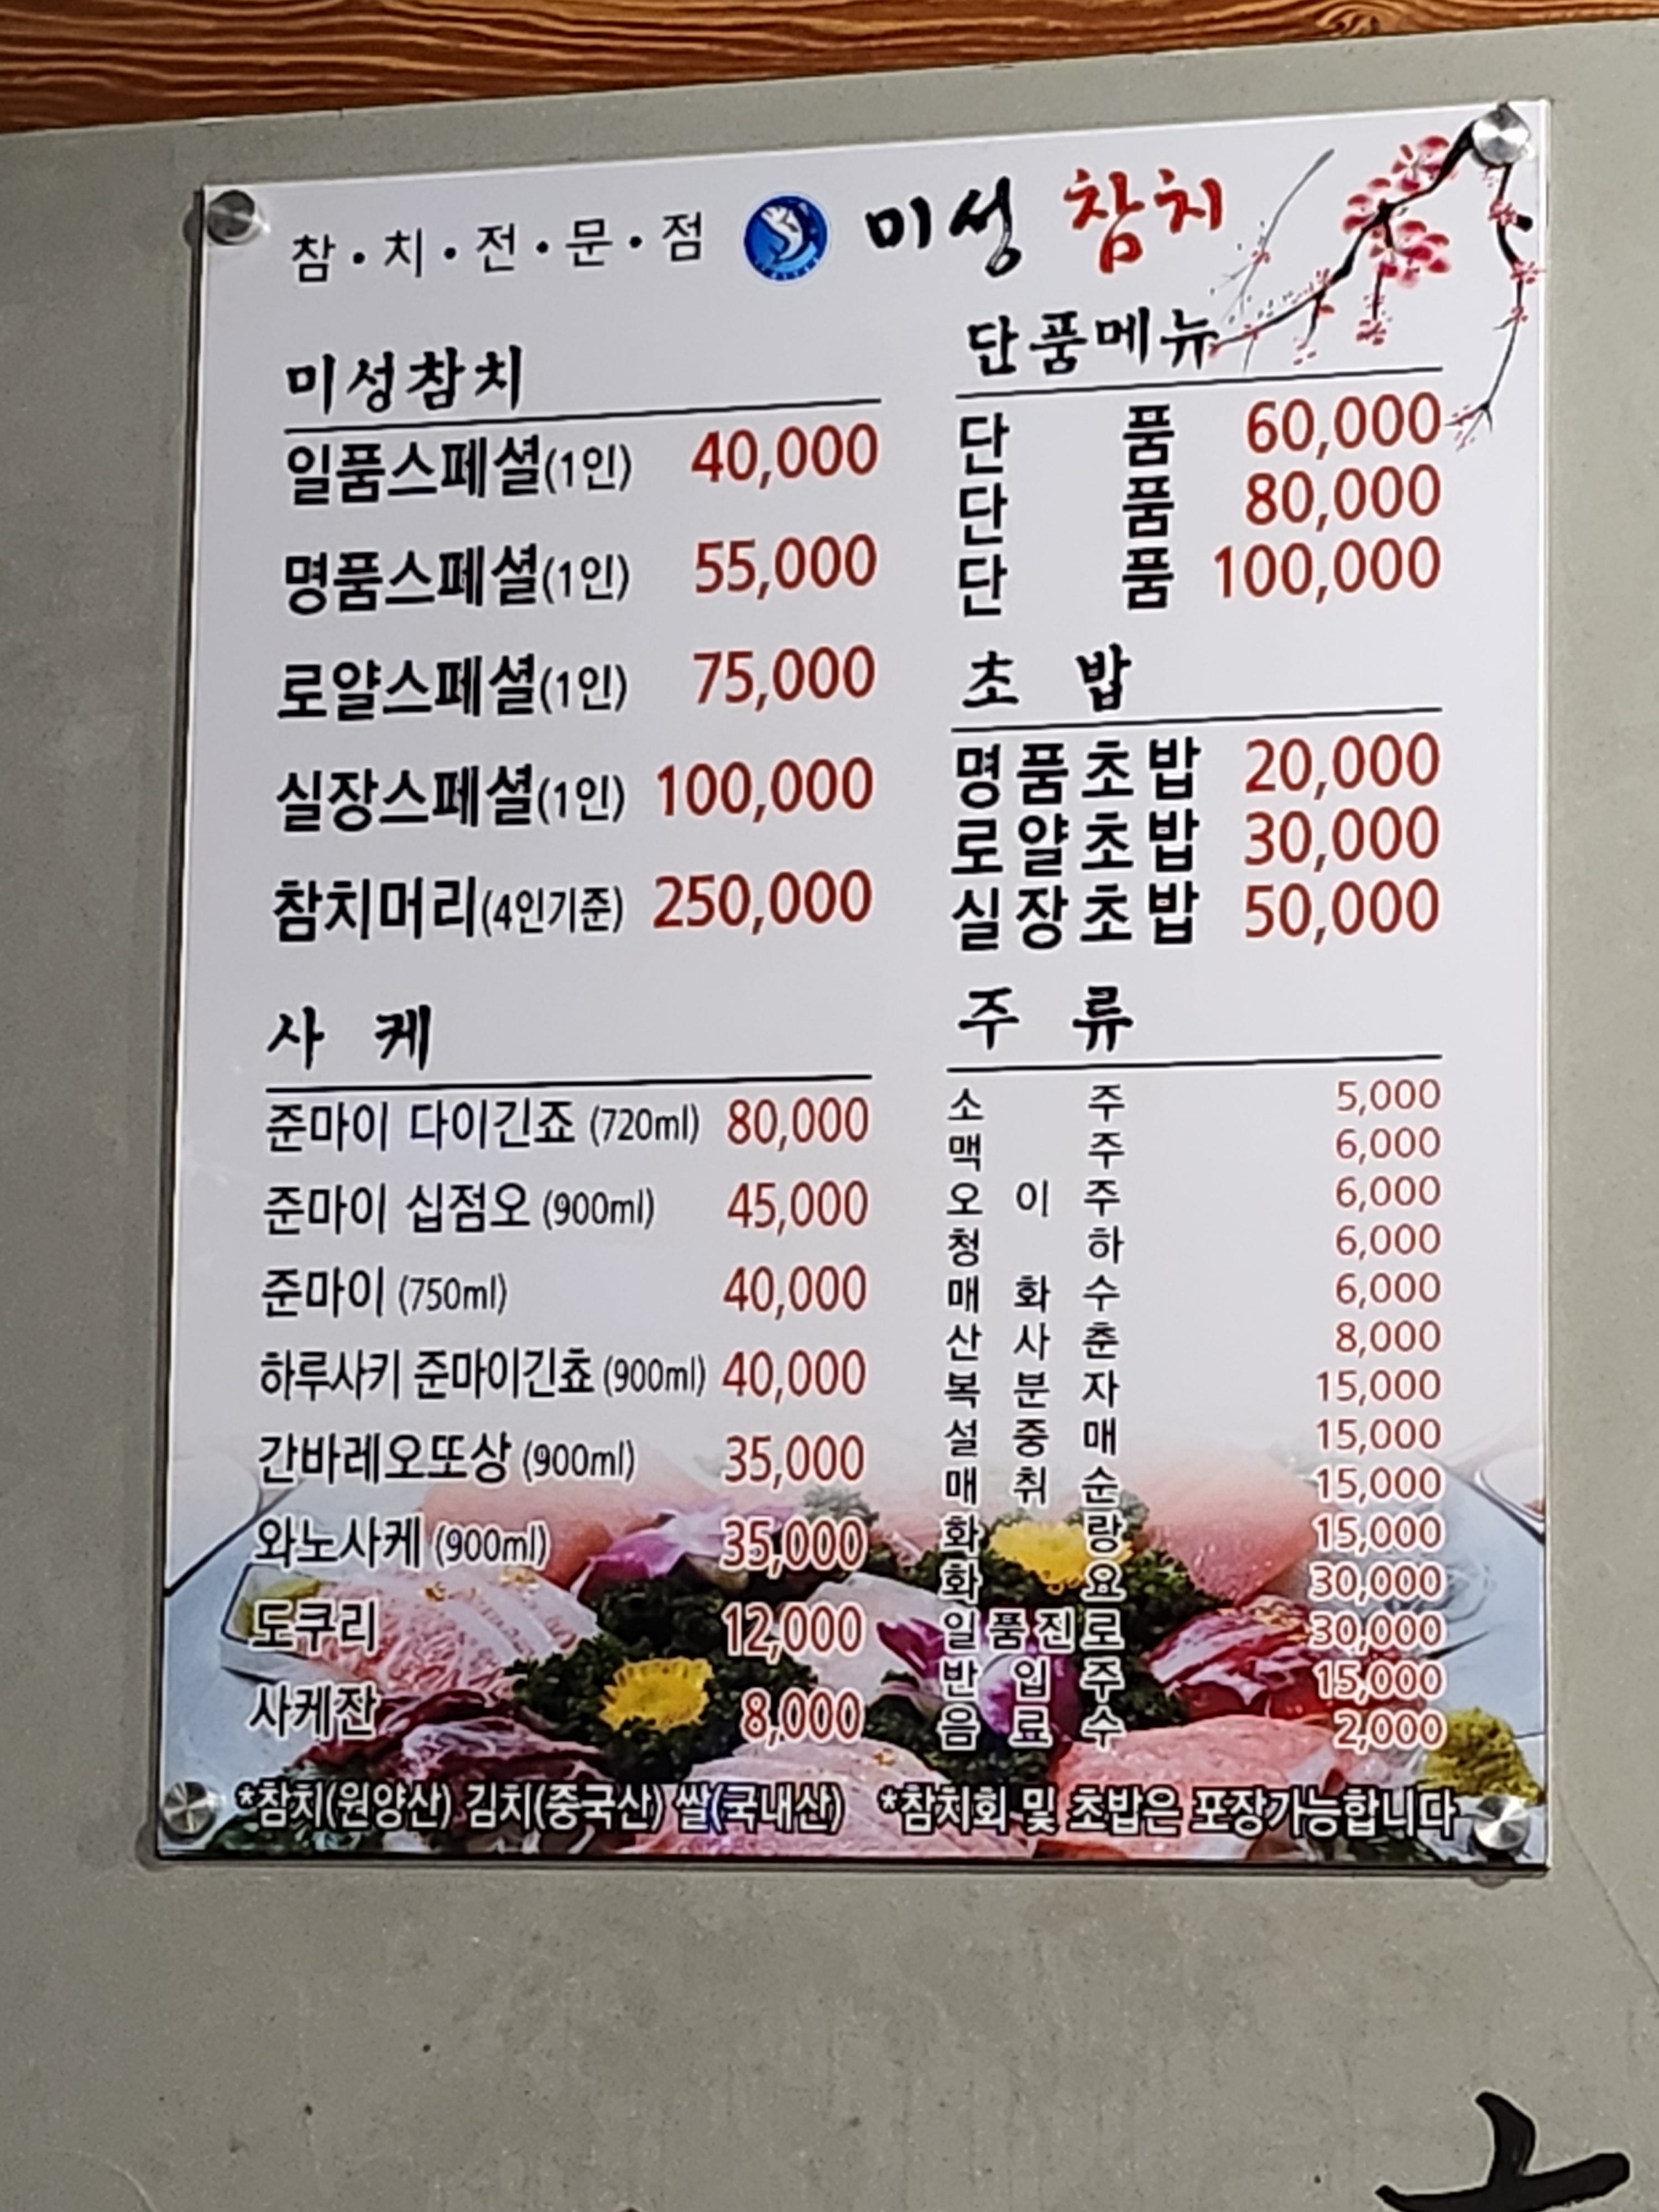 참·치·전·문·점 미성 참치
미성참치
일품스페셜(1인) 40,000
명품스페셜(1인) 55,000
로얄스페셜(1인) 75,000
실장스페셜(1인) 100,000
참치머리(4인기준) 250,000
단품메뉴
단 품 60,000
단 품 80,000
단 품 100,000
초 밥
명품초밥 20,000
로얄초밥 30,000
실장초밥 50,000
사 케
준마이 다이긴죠 (720ml) 80,000
준마이 십점오 (900ml) 45,000
준마이 (750ml) 40,000
하루사키 준마이긴쵸 (900ml) 40,000
간바레오또상 (900ml) 35,000
와노사케 (900ml) 35,000
도쿠리 12,000
사케잔 8,000
주 류
소 주 5,000
맥 주 6,000
오 이 주 6,000
청 하 6,000
매 화 수 6,000
산 사 춘 8,000
복 분 자 15,000
설 중 매 15,000
매 취 순 15,000
화 랑 15,000
화 요 30,000
일 품 진 로 30,000
반 입 주 15,000
음 료 수 2,000
*참치(원양산) 김치(중국산) 쌀(국내산) *참치회 및 초밥은 포장가능합니다